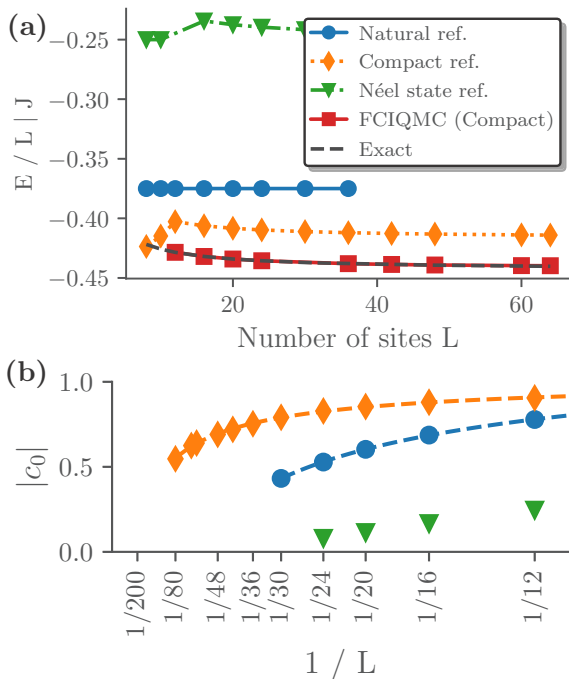 (a)
−0.25
−0.30
−0.35
−0.40
−0.45
E / L | J
Natural ref.
Compact ref.
Néel state ref.
FCIQMC (Compact)
Exact
20
40
60
Number of sites L
(b)
1.0
0.5
0.0
|c₀|
1/200
1/80
1/48
1/36
1/30
1/24
1/20
1/16
1/12
1 / L